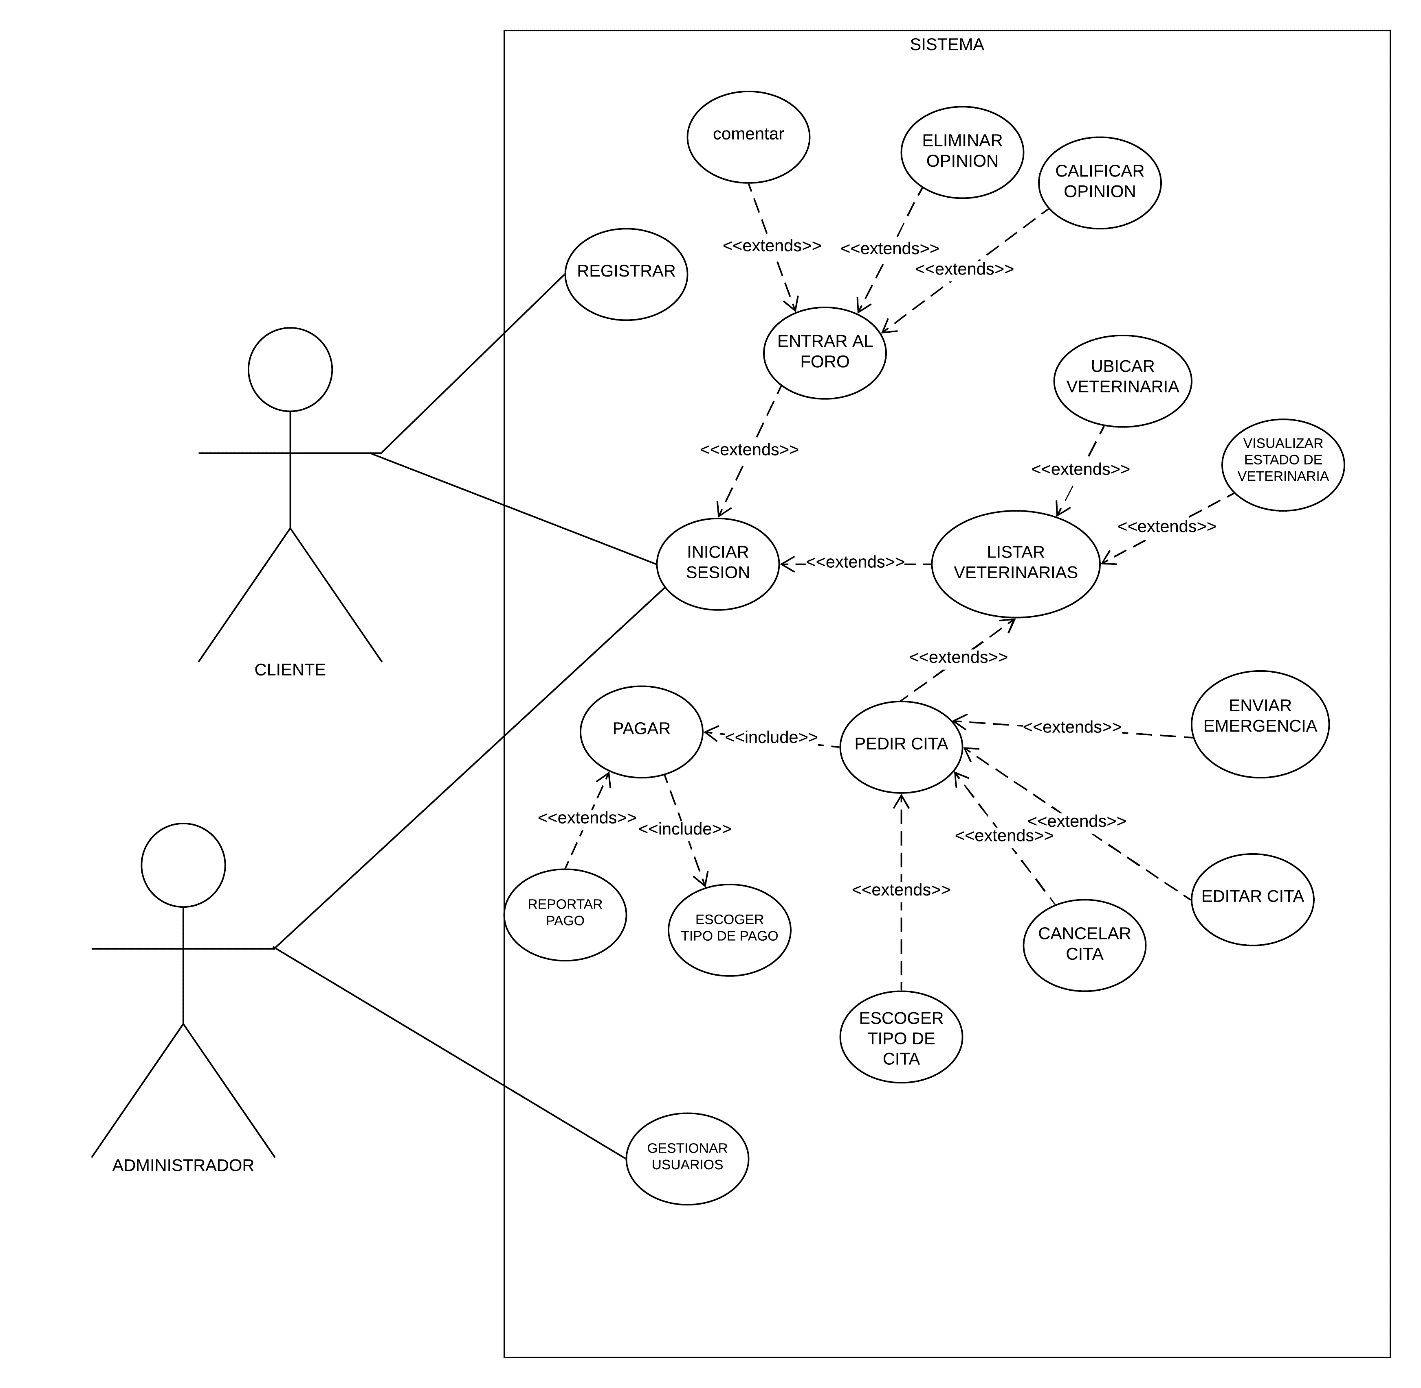 SISTEMA
comentar
ELIMINAR
OPINION
CALIFICAR
OPINION
<<extends>>
<<extends>>
<<extends>>
REGISTRAR
ENTRAR AL
FORO
UBICAR
VETERINARIA
<<extends>>
<<extends>>
VISUALIZAR
ESTADO DE
VETERINARIA
<<extends>>
INICIAR
SESION
<<extends>>
LISTAR
VETERINARIAS
<<extends>>
CLIENTE
PAGAR
<<include>>
PEDIR CITA
<<extends>>
ENVIAR
EMERGENCIA
<<extends>>
<<include>>
<<extends>>
<<extends>>
<<extends>>
REPORTAR
PAGO
ESCOGER
TIPO DE PAGO
CANCELAR
CITA
EDITAR CITA
ESCOGER
TIPO DE
CITA
ADMINISTRADOR
GESTIONAR
USUARIOS